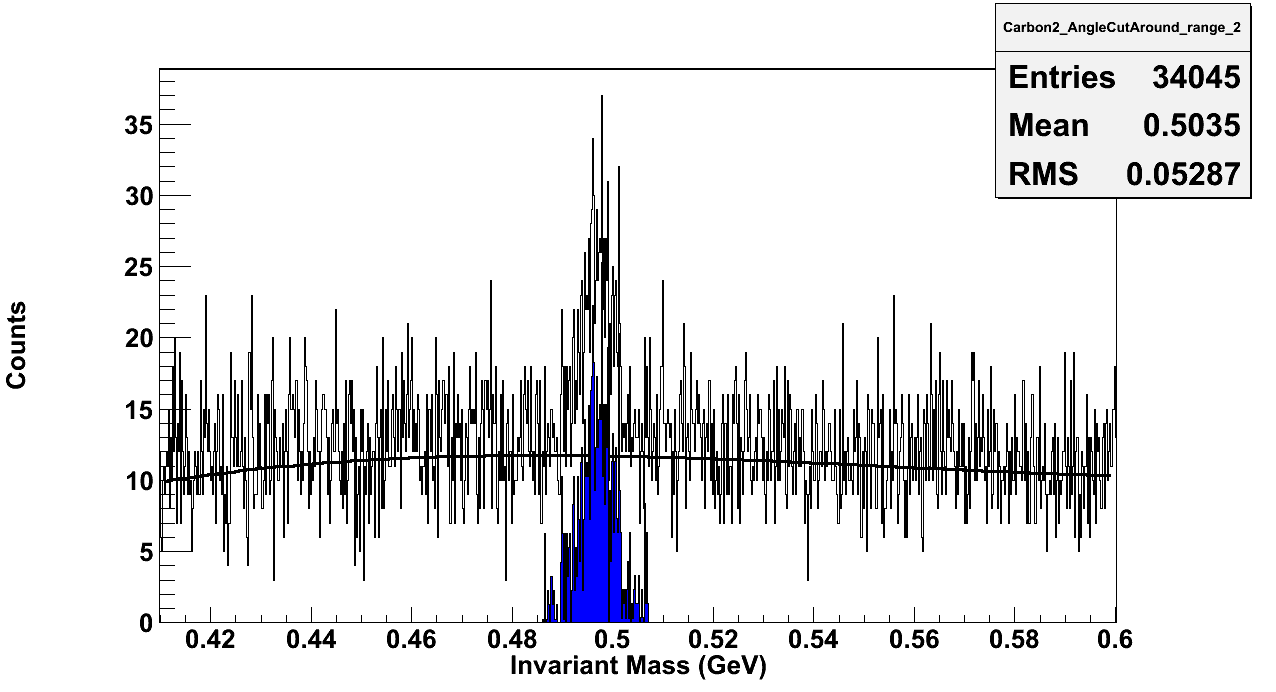 Carbon2_AngleCutAround_range_2
Entries 34045
Mean 0.5035
RMS 0.05287
Counts
35
30
25
20
15
10
5
0
0.42 0.44 0.46 0.48 0.5 0.52 0.54 0.56 0.58 0.6
Invariant Mass (GeV)